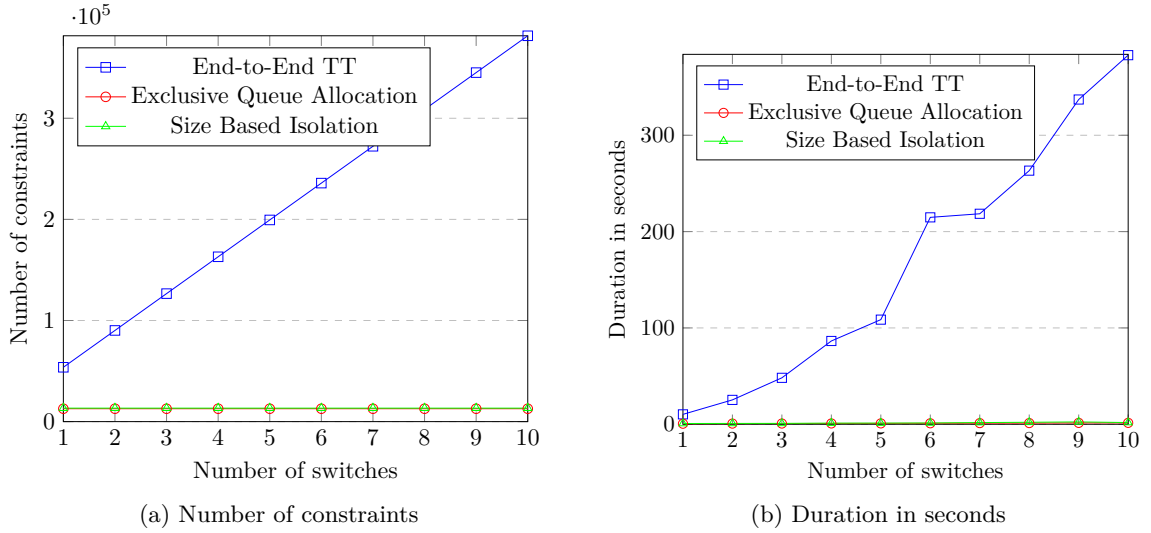 ·10⁵
End-to-End TT
Exclusive Queue Allocation
Size Based Isolation
Number of constraints
3
2
1
0
1 2 3 4 5 6 7 8 9 10
Number of switches
(a) Number of constraints
End-to-End TT
Exclusive Queue Allocation
Size Based Isolation
Duration in seconds
300
200
100
0
1 2 3 4 5 6 7 8 9 10
Number of switches
(b) Duration in seconds